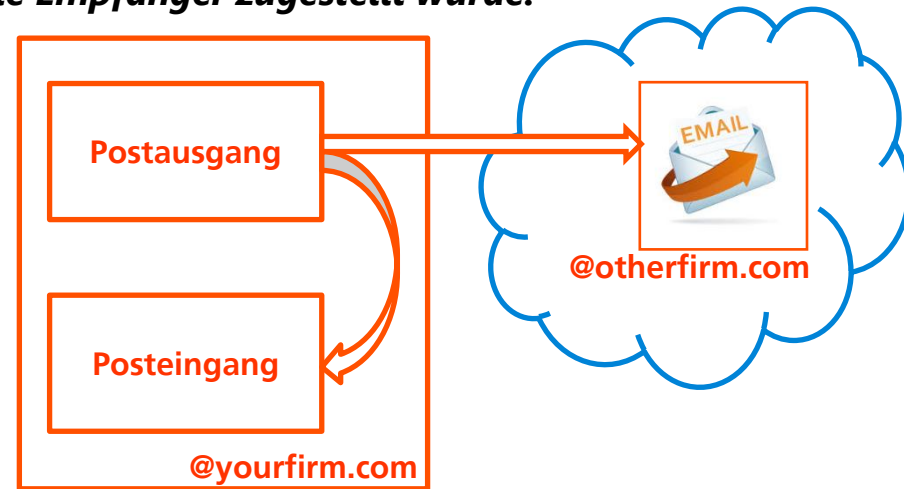 Empfänger zugestellt wurde.
Postausgang
EMAIL
@otherfirm.com
Posteingang
@yourfirm.com